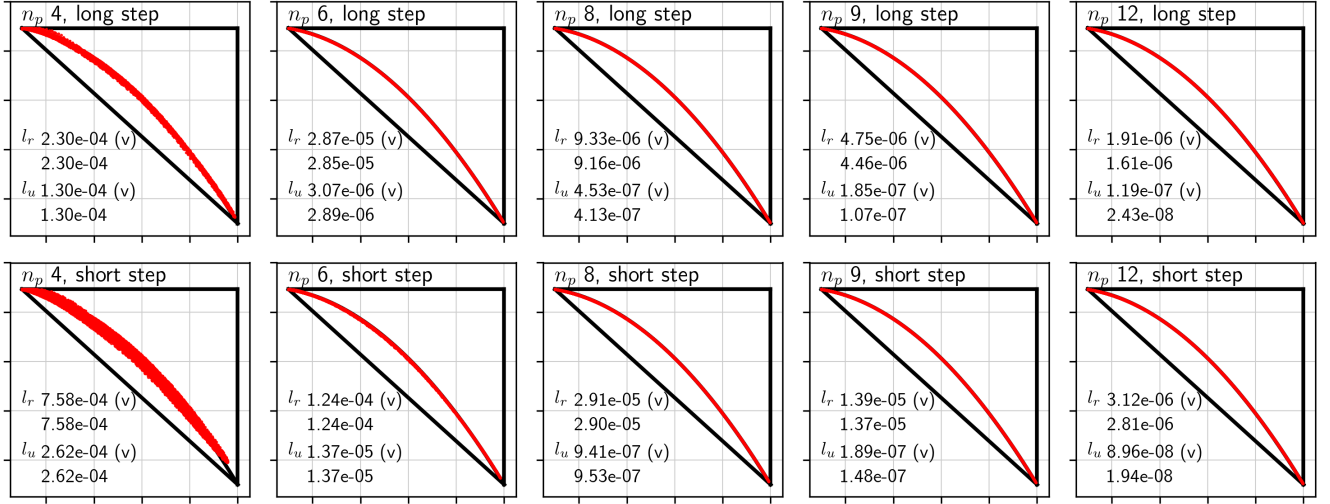 n_p 4, long step
l_r 2.30e-04 (v)
2.30e-04
l_u 1.30e-04 (v)
1.30e-04
n_p 6, long step
l_r 2.87e-05 (v)
2.85e-05
l_u 3.07e-06 (v)
2.89e-06
n_p 8, long step
l_r 9.33e-06 (v)
9.16e-06
l_u 4.53e-07 (v)
4.13e-07
n_p 9, long step
l_r 4.75e-06 (v)
4.46e-06
l_u 1.85e-07 (v)
1.07e-07
n_p 12, long step
l_r 1.91e-06 (v)
1.61e-06
l_u 1.19e-07 (v)
2.43e-08
n_p 4, short step
l_r 7.58e-04 (v)
7.58e-04
l_u 2.62e-04 (v)
2.62e-04
n_p 6, short step
l_r 1.24e-04 (v)
1.24e-04
l_u 1.37e-05 (v)
1.37e-05
n_p 8, short step
l_r 2.91e-05 (v)
2.90e-05
l_u 9.41e-07 (v)
9.53e-07
n_p 9, short step
l_r 1.39e-05 (v)
1.37e-05
l_u 1.89e-07 (v)
1.48e-07
n_p 12, short step
l_r 3.12e-06 (v)
2.81e-06
l_u 8.96e-08 (v)
1.94e-08